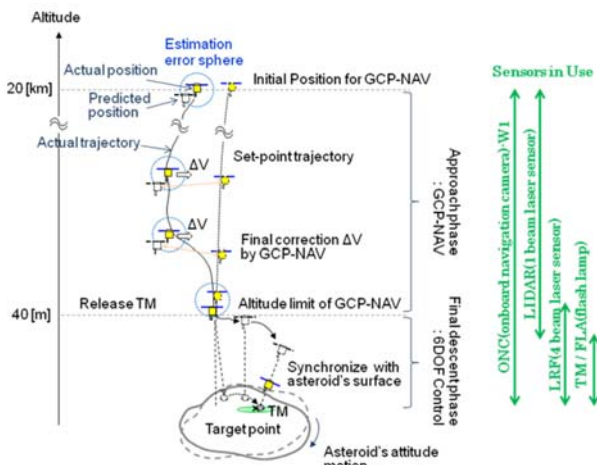 Altitude
Estimation
error sphere
Actual position
Initial Position for GCP-NAV
Sensors in Use
20 [km]
Predicted
position
Actual trajectory
ΔV
Set-point trajectory
Approach phase
: GCP-NAV
ΔV
Final correction ΔV
by GCP-NAV
Release TM
Altitude limit of GCP-NAV
40 [m]
Final descent phase
: 6DOF Control
Synchronize with
asteroid's surface
TM
Target point
Asteroid's attitude
motion
ONC(onboard navigation camera)-W1
LIDAR(1 beam laser sensor)
LRF(4 beam laser sensor)
TM / FLA(flash lamp)